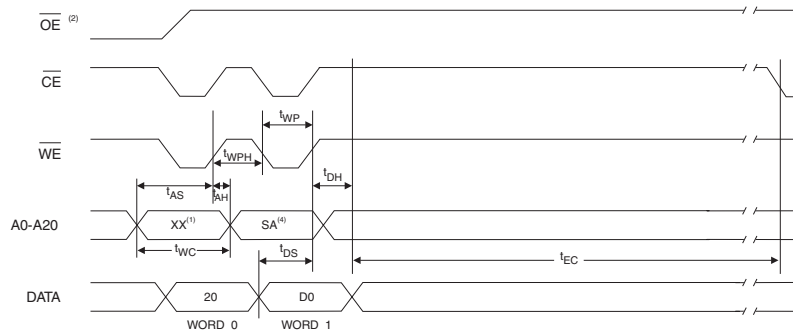 OE (2)
CE
tWP
WE
tWPH
tDH
tAS
tAH
A0-A20
XX(1)
SA(4)
tWC
tDS
tEC
DATA
20
D0
WORD 0
WORD 1